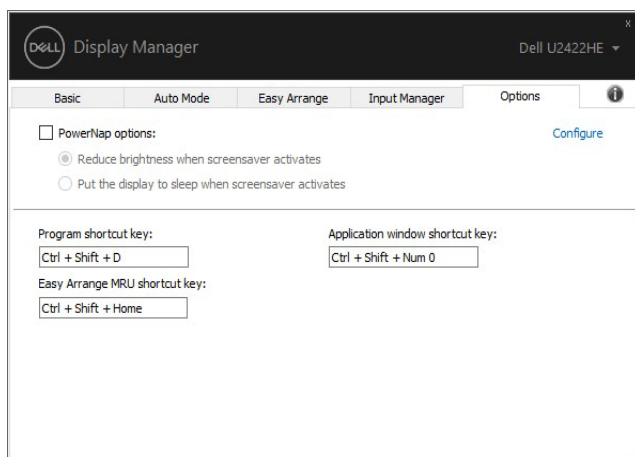 x
DELL Display Manager
Dell U2422HE
Basic Auto Mode Easy Arrange Input Manager Options i
PowerNap options: Configure
Reduce brightness when screensaver activates
Put the display to sleep when screensaver activates
Program shortcut key: Application window shortcut key:
Ctrl + Shift + D Ctrl + Shift + Num 0
Easy Arrange MRU shortcut key:
Ctrl + Shift + Home